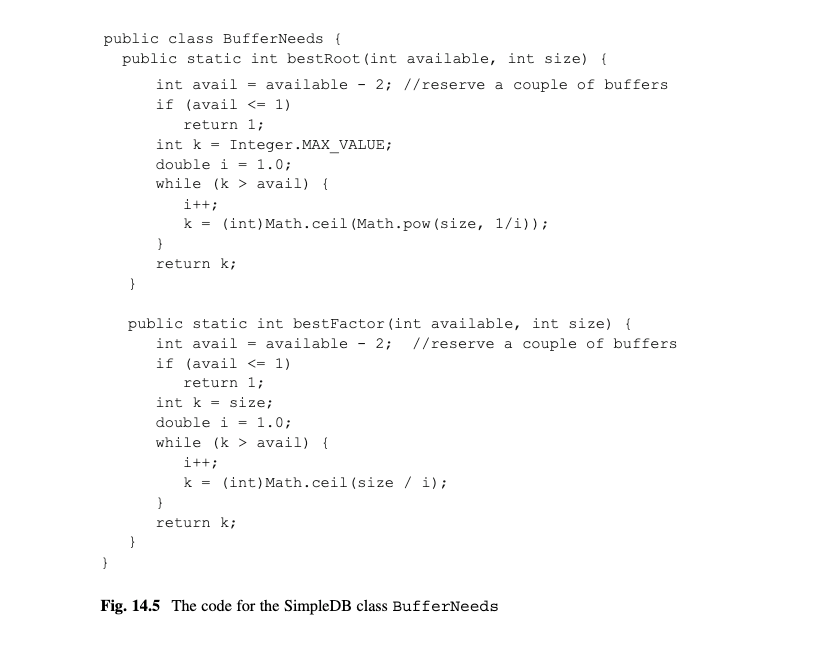 public class BufferNeeds {
public static int bestRoot(int available, int size) {
int avail = available - 2; //reserve a couple of buffers
if (avail <= 1)
return 1;
int k = Integer.MAX_VALUE;
double i = 1.0;
while (k > avail) {
i++;
k = (int)Math.ceil(Math.pow(size, 1/i));
}
return k;
}
public static int bestFactor(int available, int size) {
int avail = available - 2; //reserve a couple of buffers
if (avail <= 1)
return 1;
int k = size;
double i = 1.0;
while (k > avail) {
i++;
k = (int)Math.ceil(size / i);
}
return k;
}
}
Fig. 14.5 The code for the SimpleDB class BufferNeeds